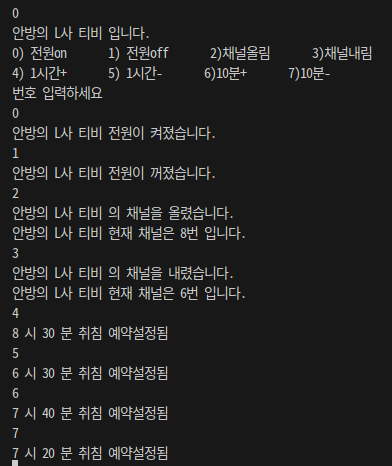 0
안방의 L사 티비 입니다.
0) 전원on 1) 전원off 2)채널올림 3)채널내림
4) 1시간+ 5) 1시간- 6)10분+ 7)10분-
번호 입력하세요
0
안방의 L사 티비 전원이 켜졌습니다.
1
안방의 L사 티비 전원이 꺼졌습니다.
2
안방의 L사 티비 의 채널을 올렸습니다.
안방의 L사 티비 현재 채널은 8번 입니다.
3
안방의 L사 티비 의 채널을 내렸습니다.
안방의 L사 티비 현재 채널은 6번 입니다.
4
8 시 30 분 취침 예약설정됨
5
6 시 30 분 취침 예약설정됨
6
7 시 40 분 취침 예약설정됨
7
7 시 20 분 취침 예약설정됨